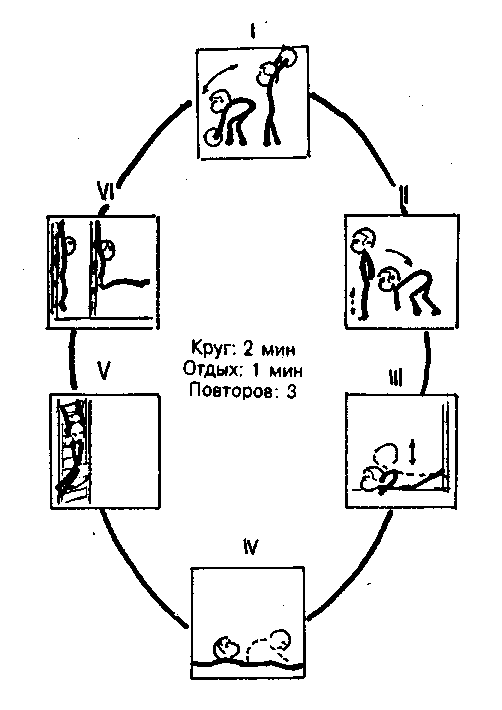 I
VI
II
Круг: 2 мин
Отдых: 1 мин
Повторов: 3
V
III
IV